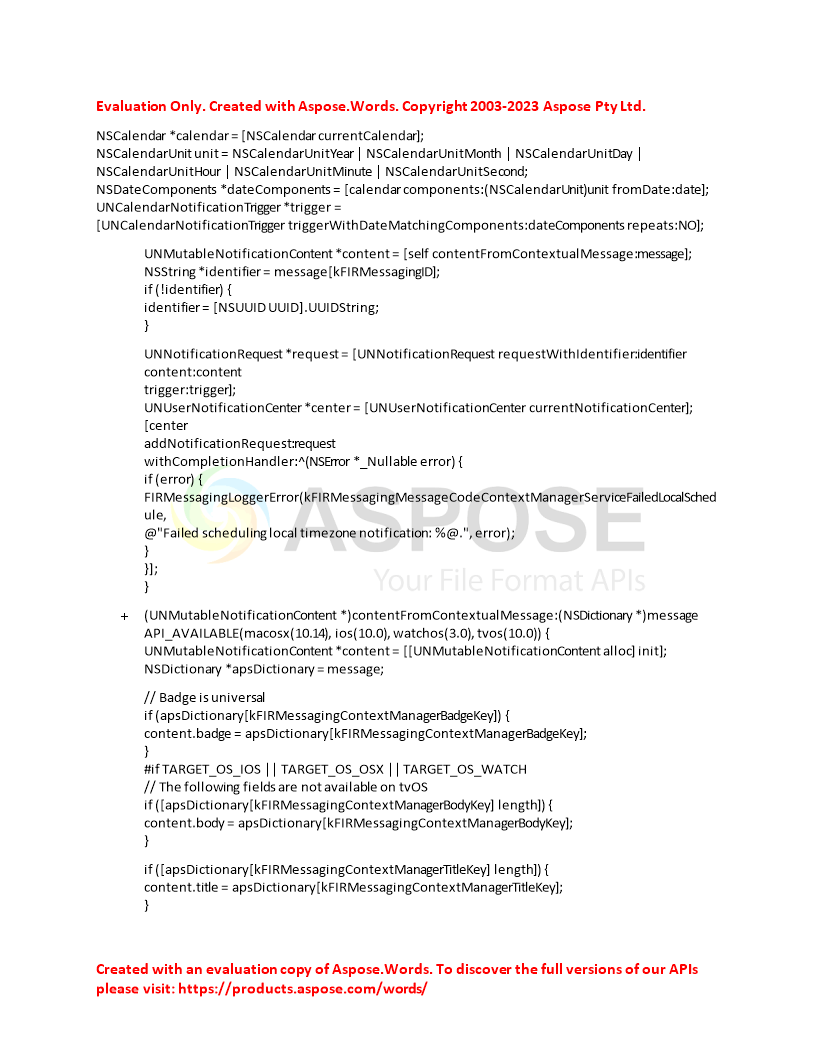 Evaluation Only. Created with Aspose.Words. Copyright 2003-2023 Aspose Pty Ltd.
NSCalendar *calendar = [NSCalendar currentCalendar];
NSCalendarUnit unit = NSCalendarUnitYear | NSCalendarUnitMonth | NSCalendarUnitDay |
NSCalendarUnitHour | NSCalendarUnitMinute | NSCalendarUnitSecond;
NSDateComponents *dateComponents = [calendar components:(NSCalendarUnit)unit fromDate:date];
UNCalendarNotificationTrigger *trigger =
[UNCalendarNotificationTrigger triggerWithDateMatchingComponents:dateComponents repeats:NO];
UNMutableNotificationContent *content = [self contentFromContextualMessage:message];
NSString *identifier = message[kFIRMessagingID];
if (!identifier) {
identifier = [NSUUID UUID].UUIDString;
}
UNNotificationRequest *request = [UNNotificationRequest requestWithIdentifier:identifier
content:content
trigger:trigger];
UNUserNotificationCenter *center = [UNUserNotificationCenter currentNotificationCenter];
[center
addNotificationRequest:request
withCompletionHandler:^(NSError *_Nullable error) {
if (error) {
FIRMessagingLoggerError(kFIRMessagingMessageCodeContextManagerServiceFailedLocalSched
ule,
@"Failed scheduling local timezone notification: %@.", error);
}
}];
}
ASPOSE
Your File Format APIs
+ (UNMutableNotificationContent *)contentFromContextualMessage:(NSDictionary *)message
API_AVAILABLE(macosx(10.14), ios(10.0), watchos(3.0), tvos(10.0)) {
UNMutableNotificationContent *content = [[UNMutableNotificationContent alloc] init];
NSDictionary *apsDictionary = message;
// Badge is universal
if (apsDictionary[kFIRMessagingContextManagerBadgeKey]) {
content.badge = apsDictionary[kFIRMessagingContextManagerBadgeKey];
}
#if TARGET_OS_IOS || TARGET_OS_OSX || TARGET_OS_WATCH
// The following fields are not available on tvOS
if ([apsDictionary[kFIRMessagingContextManagerBodyKey] length]) {
content.body = apsDictionary[kFIRMessagingContextManagerBodyKey];
}
if ([apsDictionary[kFIRMessagingContextManagerTitleKey] length]) {
content.title = apsDictionary[kFIRMessagingContextManagerTitleKey];
}
Created with an evaluation copy of Aspose.Words. To discover the full versions of our APIs
please visit: https://products.aspose.com/words/